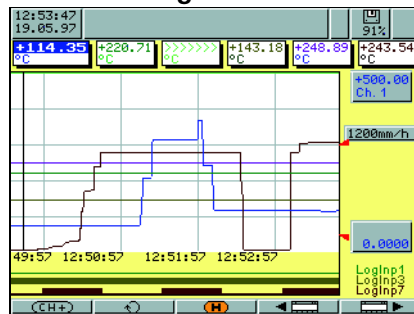 12:53:47
19.05.97
91%
+114.35 +220.71 >>>>>>> +143.18 +248.89 +243.54
°C °C °C °C °C °C
+500.00
Ch.1
1200mm/h
0.0000
49:57 12:50:57 12:51:57 12:52:57
LogInp1
LogInp3
LogInp7
(CH+) (H)